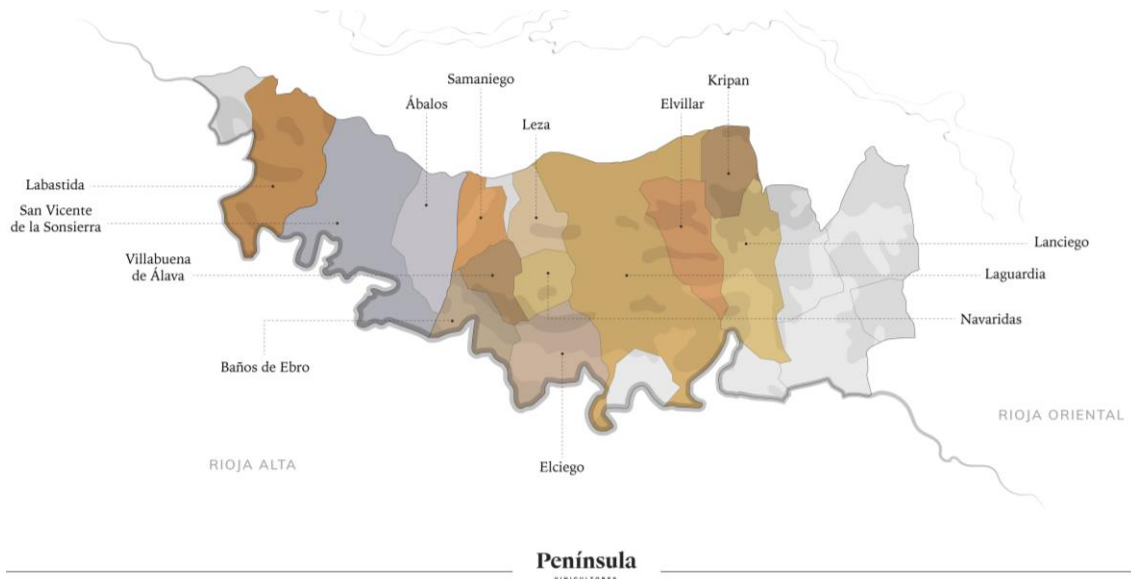 Kripan
Samaniego
Elvillar
Ábalos
Leza
Labastida
San Vicente
de la Sonsierra
Lanciego
Villabuena
de Álava
Laguardia
Navaridas
Baños de Ebro
RIOJA ORIENTAL
RIOJA ALTA
Elciego
Península
VINICULTORES